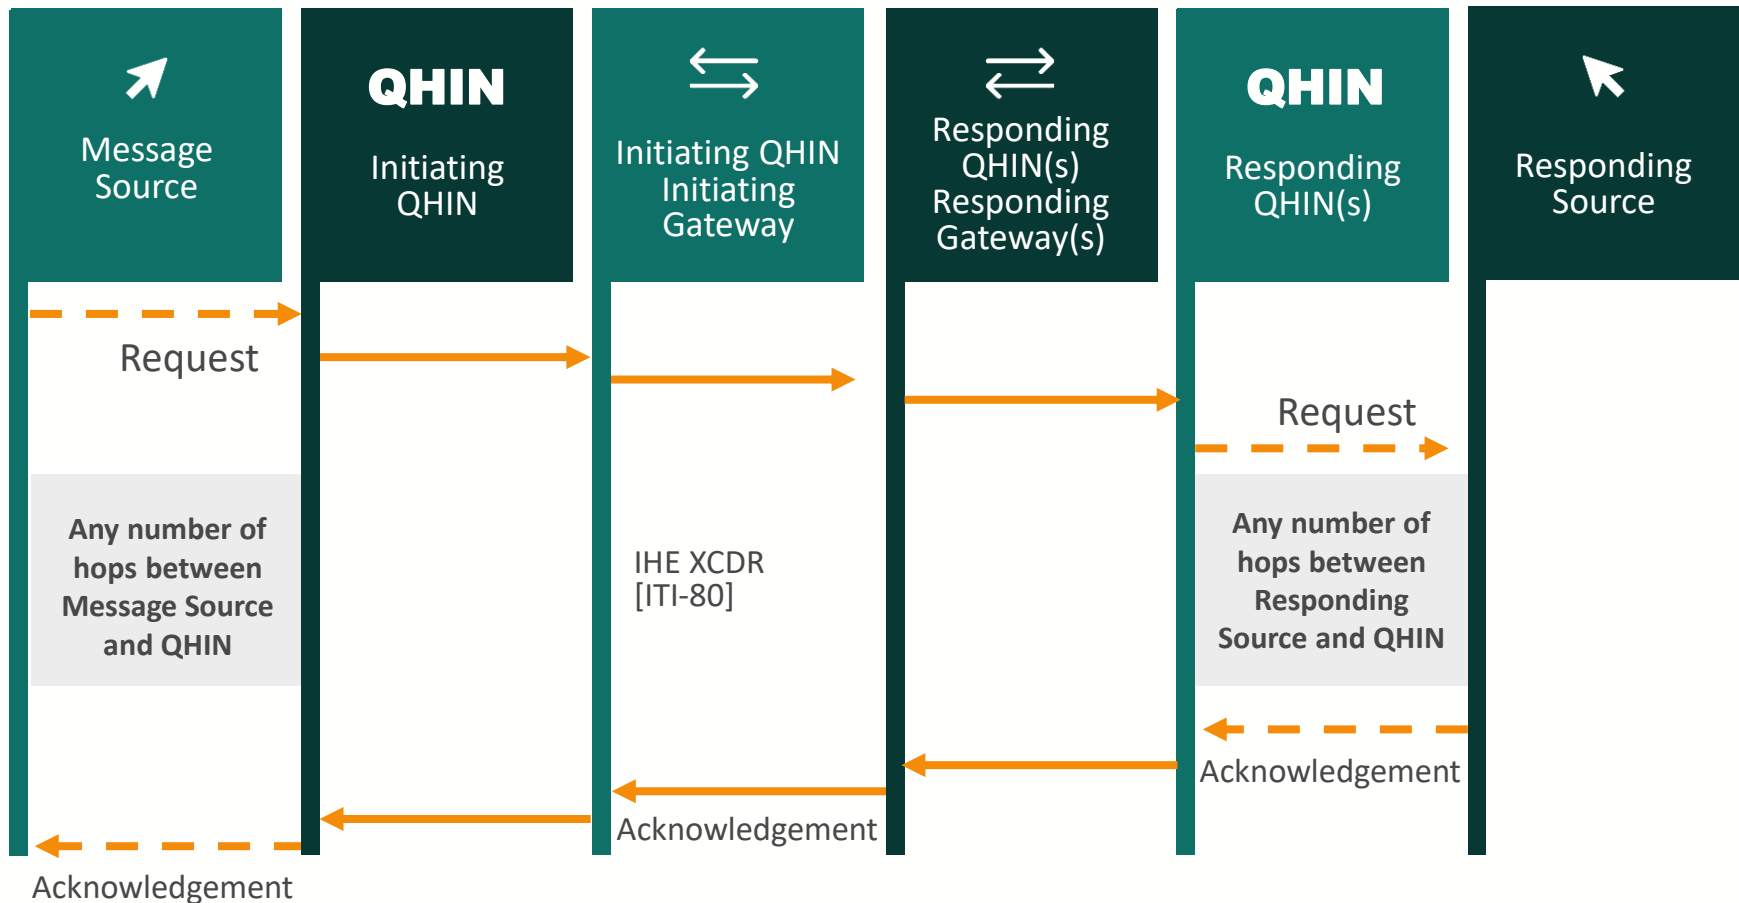 Message
Source
QHIN
Initiating
QHIN
Initiating QHIN
Initiating
Gateway
Responding
QHIN(s)
Responding
Gateway(s)
QHIN
Responding
QHIN(s)
Responding
Source
Request
Request
Any number of
hops between
Message Source
and QHIN
IHE XCDR
[ITI-80]
Any number of
hops between
Responding
Source and QHIN
Acknowledgement
Acknowledgement
Acknowledgement